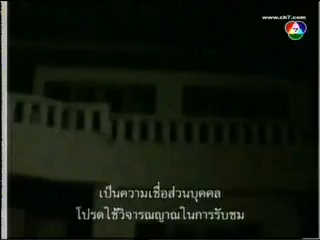 www.ch7.com
7
เป็นความเชื่อส่วนบุคคล
โปรดใช้วิจารณญาณในการรับชม